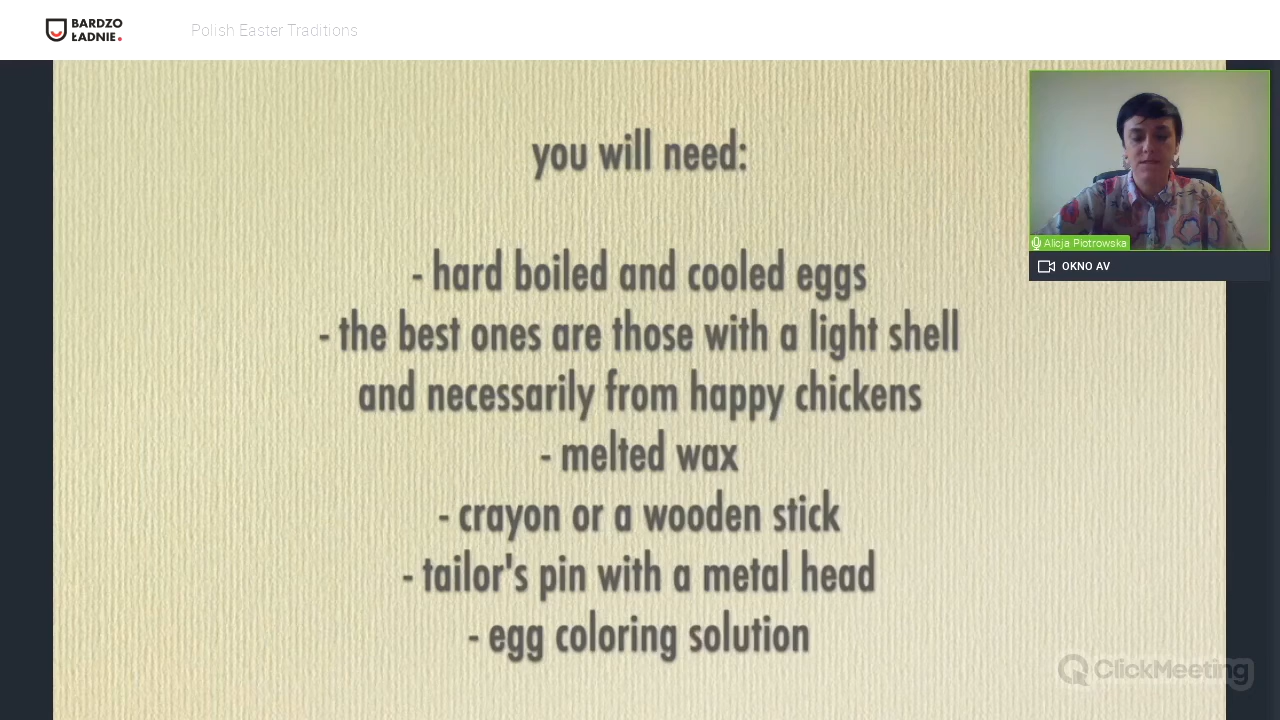 BARDZO
ŁADNIE.
Polish Easter Traditions
you will need:
- hard boiled and cooled eggs
- the best ones are those with a light shell
and necessarily from happy chickens
- melted wax
- crayon or a wooden stick
- tailor's pin with a metal head
- egg coloring solution
Alicja Piotrowska
OKNO AV
ClickMeeting